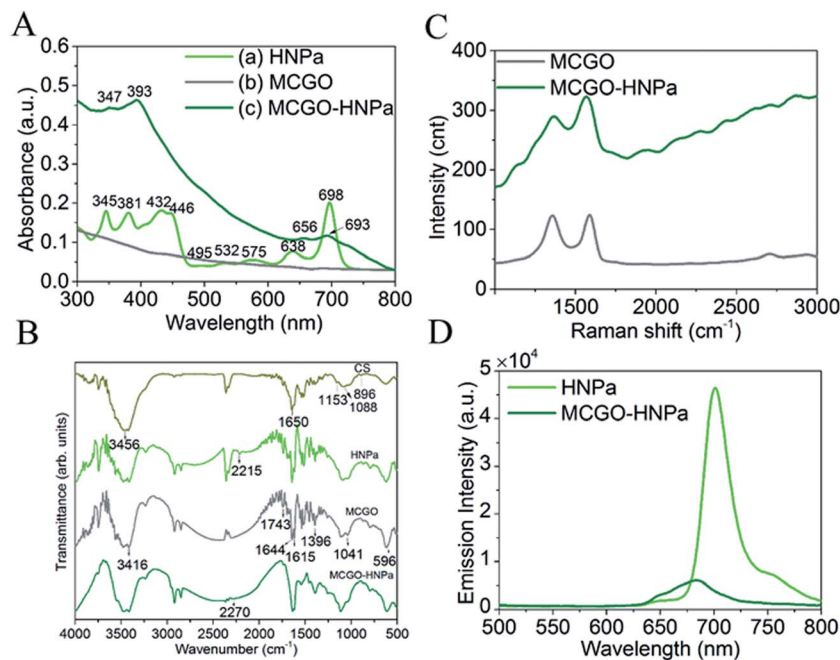 A
(a) HNPa
(b) MCGO
(c) MCGO-HNPa
347
393
345
381
432
446
495
532
575
638
656
698
693
Absorbance (a.u.)
0.6
0.5
0.4
0.3
0.2
0.1
0.0
300 400 500 600 700 800
Wavelength (nm)
C
MCGO
MCGO-HNPa
Intensity (cnt)
400
300
200
100
0
1500 2000 2500 3000
Raman shift (cm-1)
B
CS
1153
896
1088
3456
1650
HNPa
2215
MCGO
1743
1644
1615
1396
1041
596
3416
MCGO-HNPa
2270
Transmittance (arb. units)
4000 3500 3000 2500 2000 1500 1000 500
Wavenumber (cm-1)
D
×10⁴
HNPa
MCGO-HNPa
Emission Intensity (a.u.)
5
4
3
2
1
0
500 550 600 650 700 750 800
Wavelength (nm)